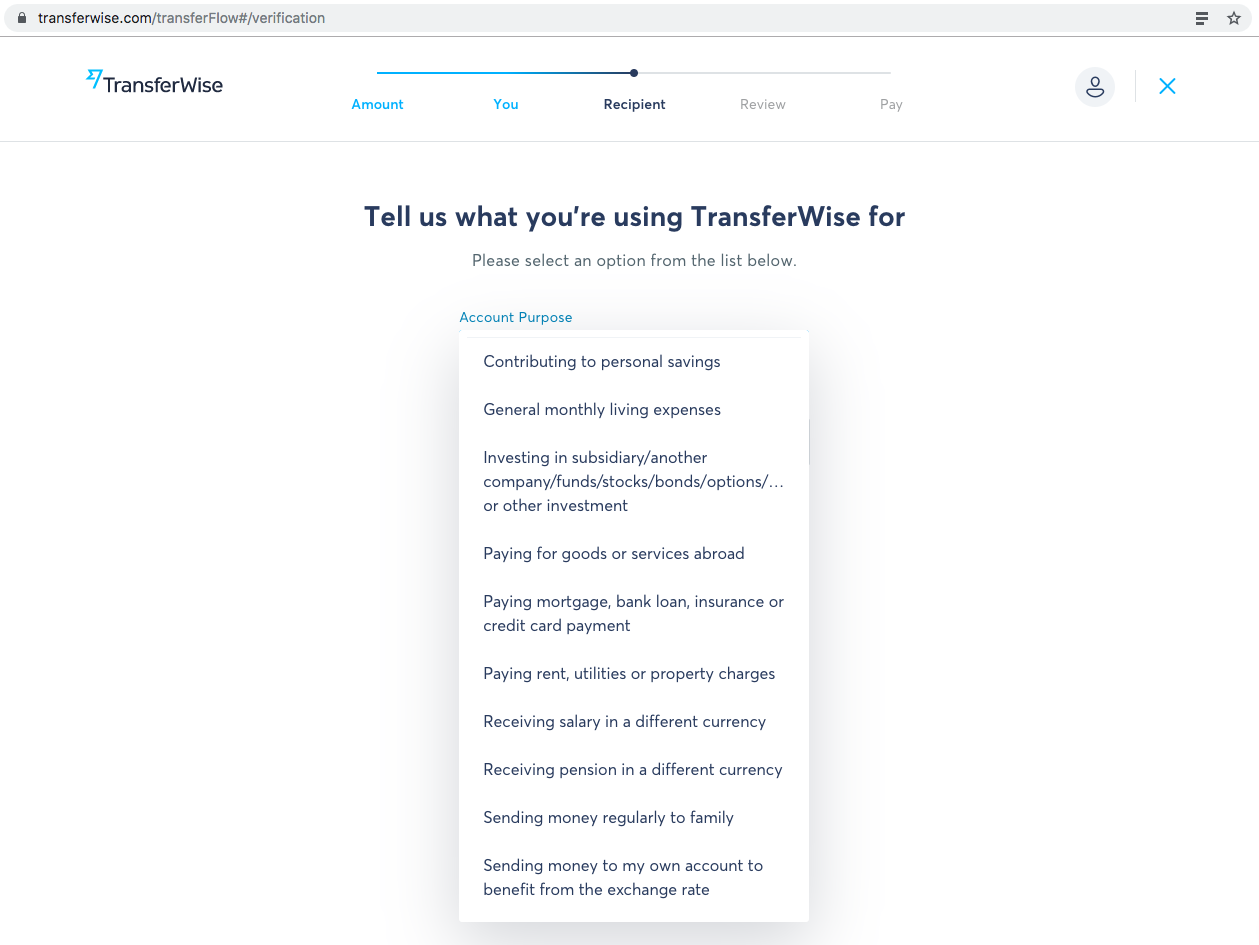 transferwise.com/transferFlow#/verification
TransferWise
Amount
You
Recipient
Review
Pay
Tell us what you're using TransferWise for
Please select an option from the list below.
Account Purpose
Contributing to personal savings
General monthly living expenses
Investing in subsidiary/another
company/funds/stocks/bonds/options/…
or other investment
Paying for goods or services abroad
Paying mortgage, bank loan, insurance or
credit card payment
Paying rent, utilities or property charges
Receiving salary in a different currency
Receiving pension in a different currency
Sending money regularly to family
Sending money to my own account to
benefit from the exchange rate